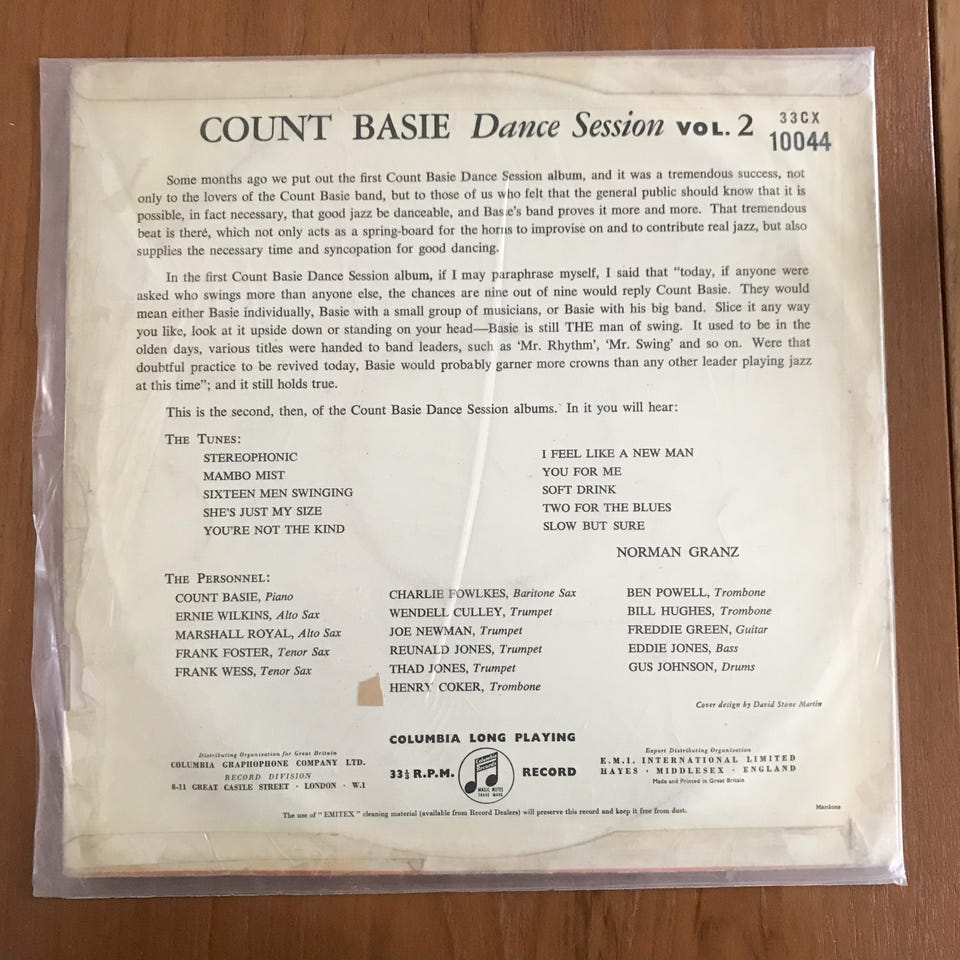 COUNT BASIE Dance Session VOL. 2
33CX
10044
Some months ago we put out the first Count Basie Dance Session album, and it was a tremendous success, not
only to the lovers of the Count Basie band, but to those of us who felt that the general public should know that it is
possible, in fact necessary, that good jazz be danceable, and Basie's band proves it more and more. That tremendous
beat is there, which not only acts as a spring-board for the horns to improvise on and to contribute real jazz, but also
supplies the necessary time and syncopation for good dancing.
In the first Count Basie Dance Session album, if I may paraphrase myself, I said that "today, if anyone were
asked who swings more than anyone else, the chances are nine out of nine would reply Count Basie. They would
mean either Basie individually, Basie with a small group of musicians, or Basie with his big band. Slice it any way
you like, look at it upside down or standing on your head—Basie is still THE man of swing. It used to be in the
olden days, various titles were handed to band leaders, such as 'Mr. Rhythm', 'Mr. Swing' and so on. Were that
doubtful practice to be revived today, Basie would probably garner more crowns than any other leader playing jazz
at this time"; and it still holds true.
This is the second, then, of the Count Basie Dance Session albums. In it you will hear:
THE TUNES:
STEREOPHONIC
MAMBO MIST
SIXTEEN MEN SWINGING
SHE'S JUST MY SIZE
YOU'RE NOT THE KIND
I FEEL LIKE A NEW MAN
YOU FOR ME
SOFT DRINK
TWO FOR THE BLUES
SLOW BUT SURE
NORMAN GRANZ
THE PERSONNEL:
COUNT BASIE, Piano
ERNIE WILKINS, Alto Sax
MARSHALL ROYAL, Alto Sax
FRANK FOSTER, Tenor Sax
FRANK WESS, Tenor Sax
CHARLIE FOWLKES, Baritone Sax
WENDELL CULLEY, Trumpet
JOE NEWMAN, Trumpet
REUNALD JONES, Trumpet
THAD JONES, Trumpet
HENRY COKER, Trombone
BEN POWELL, Trombone
BILL HUGHES, Trombone
FREDDIE GREEN, Guitar
EDDIE JONES, Bass
GUS JOHNSON, Drums
Cover design by David Stone Martin
Distributing Organisation for Great Britain
COLUMBIA GRAPHOPHONE COMPANY LTD.
RECORD DIVISION
8-11 GREAT CASTLE STREET · LONDON · W.1
COLUMBIA LONG PLAYING
33⅓ R.P.M.
Columbia
Records
MAGIC NOTES
TRADE MARK
RECORD
Export Distributing Organisation
E.M.I. INTERNATIONAL LIMITED
HAYES · MIDDLESEX · ENGLAND
Made and Printed in Great Britain
The use of "EMITEX" cleaning material (available from Record Dealers) will preserve this record and keep it free from dust.
Mardons